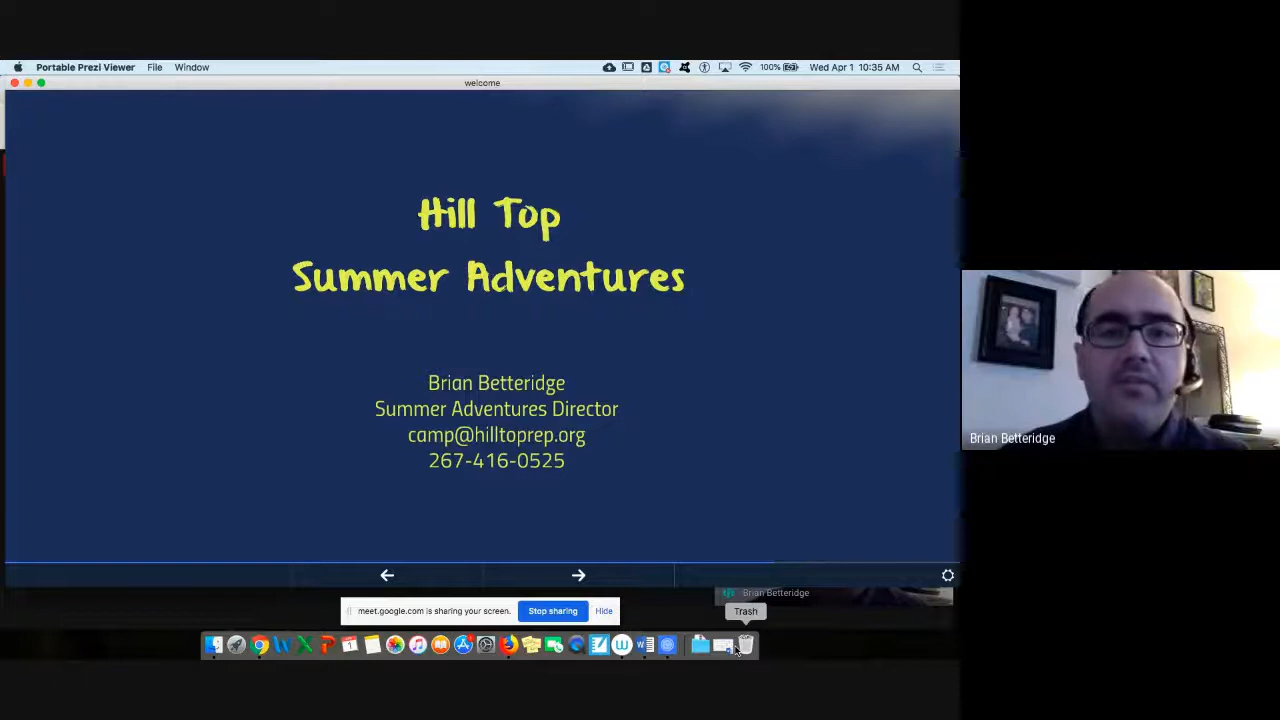 Portable Prezi Viewer File Window 100% Wed Apr 1 10:35 AM
welcome
Hill Top
Summer Adventures
Brian Betteridge
Summer Adventures Director
camp@hilltoprep.org
267-416-0525
Brian Betteridge
Brian Betteridge
meet.google.com is sharing your screen. Stop sharing Hide
Trash